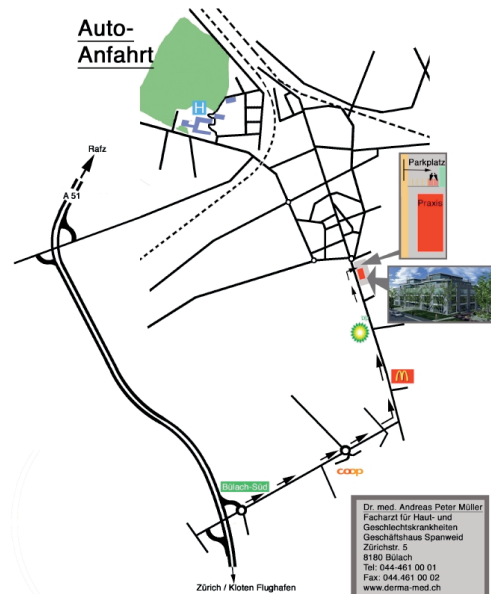 Auto-
Anfahrt
H
Rafz
A 51
Parkplatz
Praxis
bp
M
coop
Bülach-Süd
Zürich / Kloten Flughafen
Dr. med. Andreas Peter Müller
Facharzt für Haut- und
Geschlechtskrankheiten
Geschäftshaus Spanweid
Zürichstr. 5
8180 Bülach
Tel: 044-461 00 01
Fax: 044.461 00 02
www.derma-med.ch